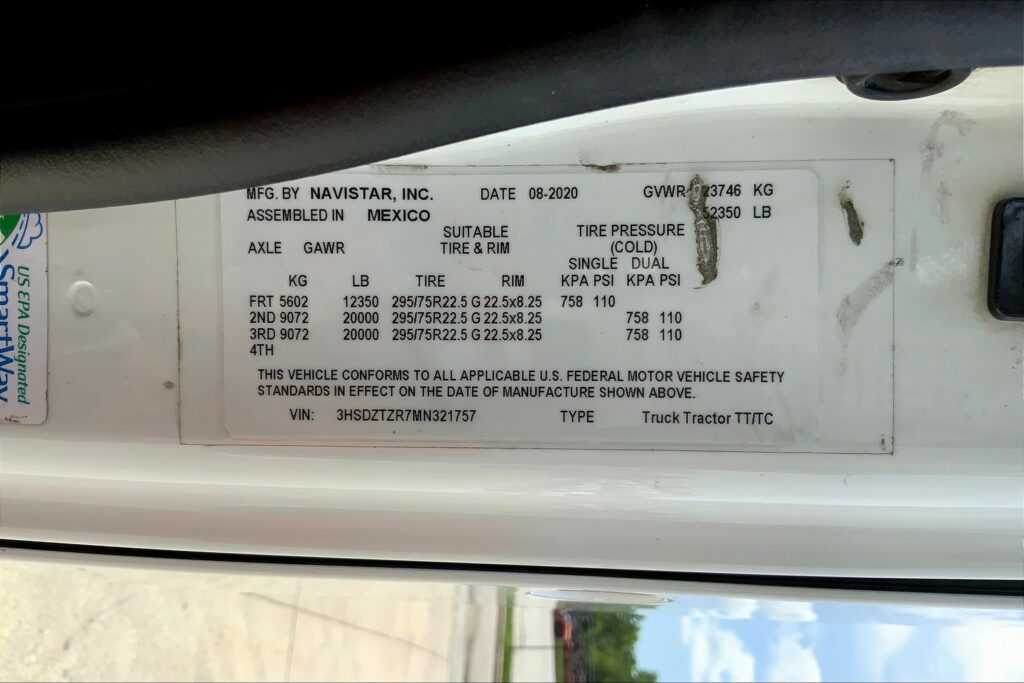 MFG. BY NAVISTAR, INC. DATE 08-2020 GVWR 23746 KG
ASSEMBLED IN MEXICO 52350 LB
SUITABLE TIRE PRESSURE
AXLE GAWR TIRE & RIM (COLD)
SINGLE DUAL
KG LB TIRE RIM KPA PSI KPA PSI
FRT 5602 12350 295/75R22.5 G 22.5x8.25 758 110
2ND 9072 20000 295/75R22.5 G 22.5x8.25 758 110
3RD 9072 20000 295/75R22.5 G 22.5x8.25 758 110
4TH
THIS VEHICLE CONFORMS TO ALL APPLICABLE U.S. FEDERAL MOTOR VEHICLE SAFETY
STANDARDS IN EFFECT ON THE DATE OF MANUFACTURE SHOWN ABOVE.
VIN: 3HSDZTZR7MN321757 TYPE Truck Tractor TT/TC
US EPA Designated
SmartWay